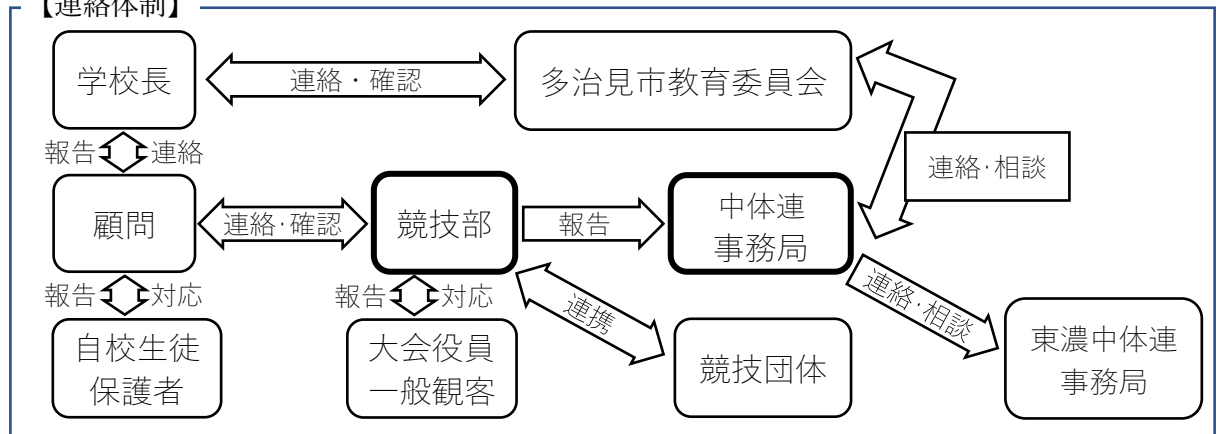 【連絡体制】
学校長
連絡・確認
多治見市教育委員会
報告
連絡
連絡･相談
顧問
連絡･確認
競技部
報告
中体連
事務局
報告
対応
報告
対応
連携
連絡･相談
自校生徒
保護者
大会役員
一般観客
競技団体
東濃中体連
事務局